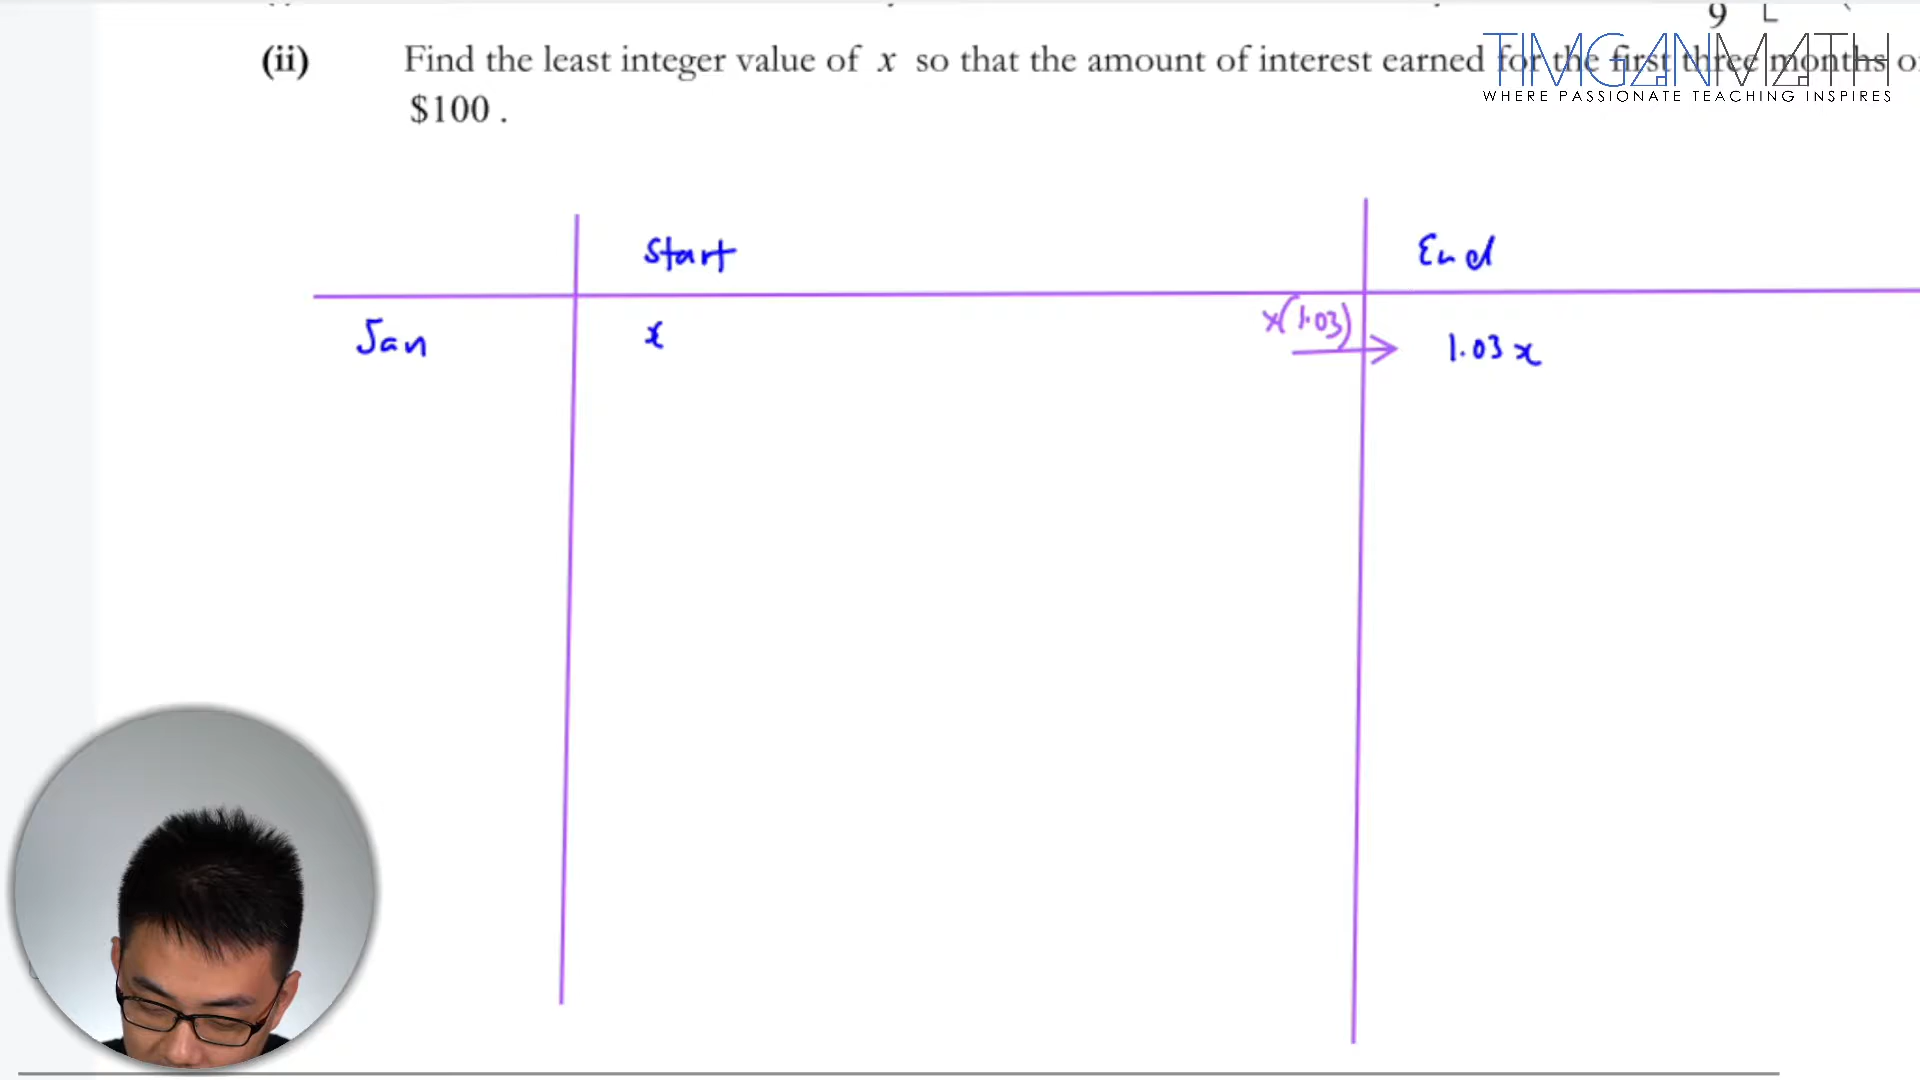 9
(ii) Find the least integer value of x so that the amount of interest earned for the first three months
$100 .
TIMGANMATH
WHERE PASSIONATE TEACHING INSPIRES
Start End
Jan x x(1.03) 1.03x